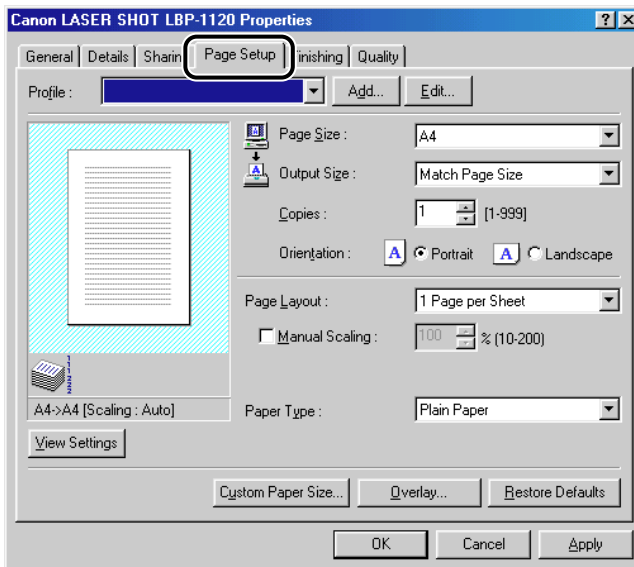 Canon LASER SHOT LBP-1120 Properties
General Details Sharin Page Setup inishing Quality
Profile : Add... Edit...
Page Size : A4
Output Size : Match Page Size
Copies : 1 [1-999]
Orientation : A Portrait A Landscape
Page Layout : 1 Page per Sheet
Manual Scaling : 100 % (10-200)
A4->A4 [Scaling : Auto]
Paper Type : Plain Paper
View Settings
Custom Paper Size... Overlay... Restore Defaults
OK Cancel Apply